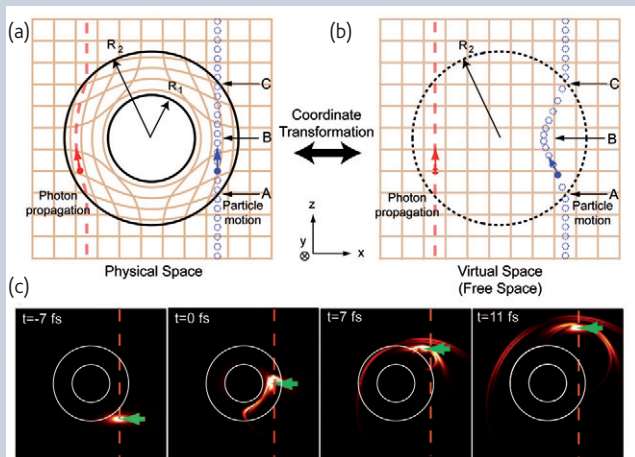 (a)
R2
R1
C
B
A
Photon
propagation
Particle
motion
Physical Space
Coordinate
Transformation
z
y
x
(b)
R2
C
B
A
Photon
propagation
Particle
motion
Virtual Space
(Free Space)
(c)
t=-7 fs
t=0 fs
t=7 fs
t=11 fs